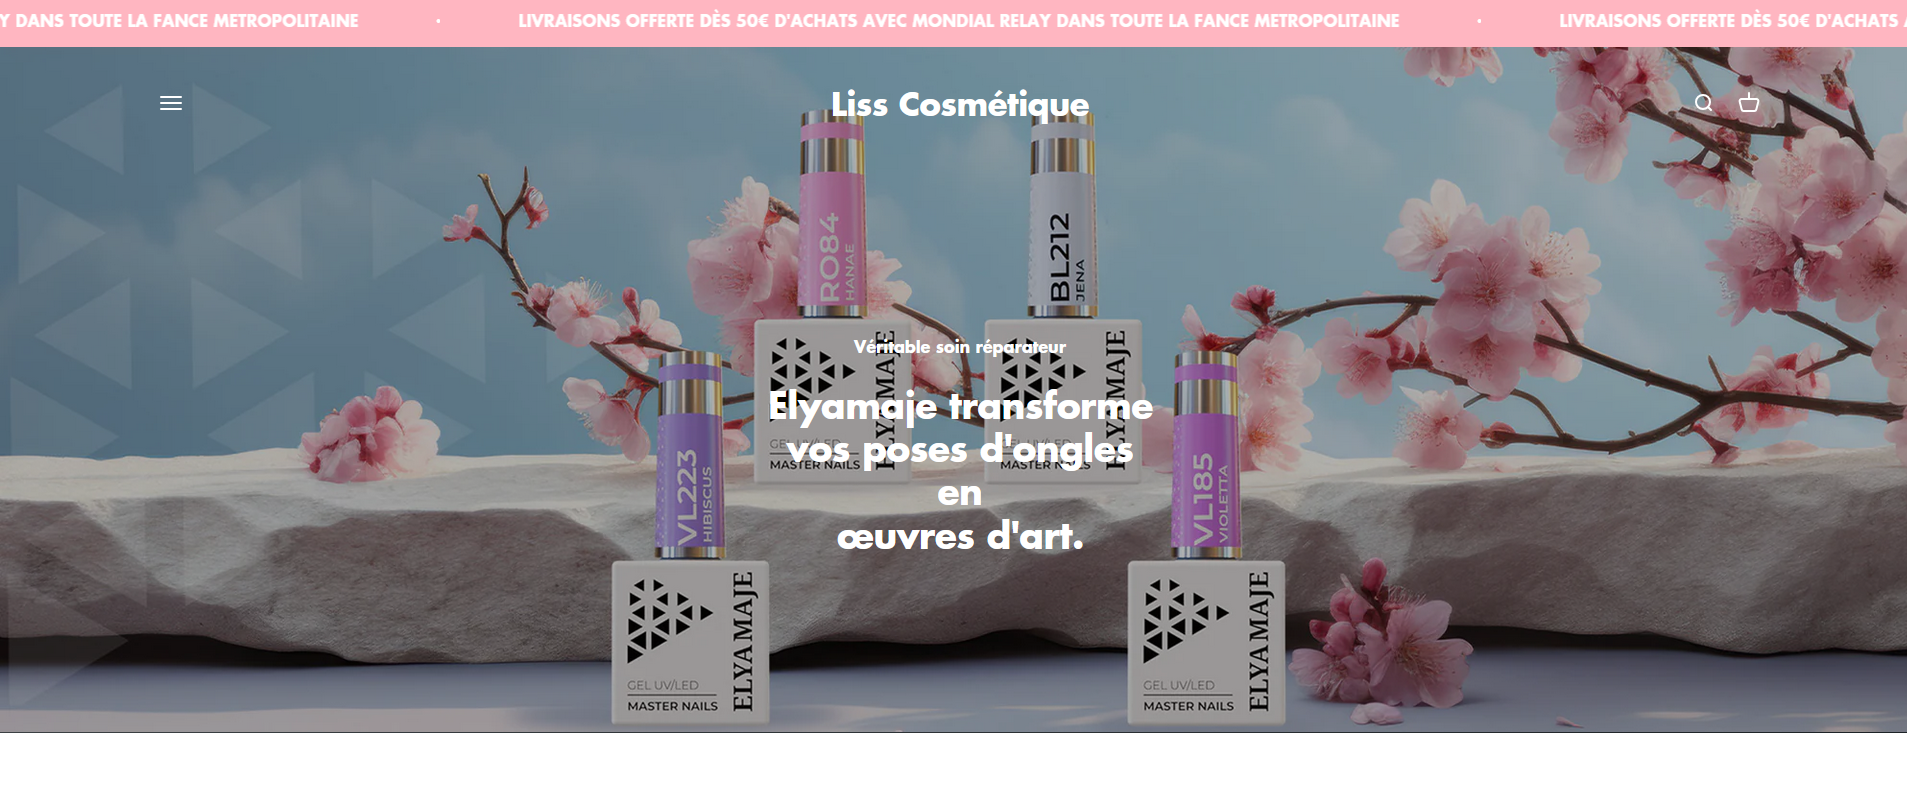 Y DANS TOUTE LA FANCE METROPOLITAINE • LIVRAISONS OFFERTE DÈS 50€ D'ACHATS AVEC MONDIAL RELAY DANS TOUTE LA FANCE METROPOLITAINE • LIVRAISONS OFFERTE DÈS 50€ D'ACHATS
Liss Cosmétique
RO84
HANAE
BL212
JENA
Véritable soin réparateur
Elyamaje transforme
vos poses d'ongles
en
œuvres d'art.
ELYAMAJE
GEL UV/LED
MASTER NAILS
ELYAMAJE
GEL UV/LED
MASTER NAILS
VL223
HIBISCUS
VL185
VIOLETTA
ELYAMAJE
GEL UV/LED
MASTER NAILS
ELYAMAJE
GEL UV/LED
MASTER NAILS